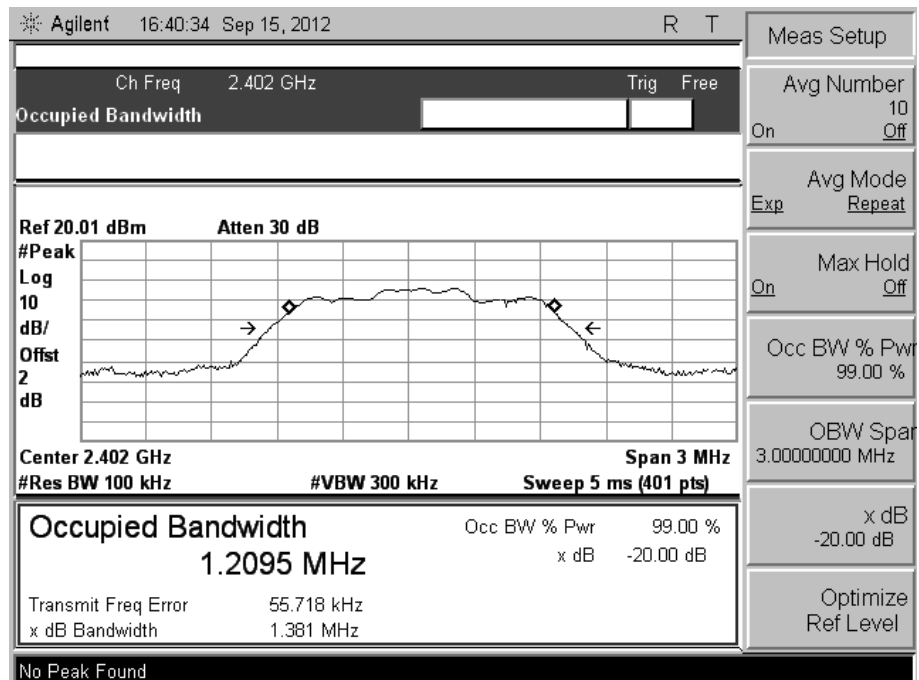 Agilent 16:40:34 Sep 15, 2012 R T
Ch Freq 2.402 GHz Trig Free
Occupied Bandwidth
Ref 20.01 dBm Atten 30 dB
#Peak
Log
10
dB/
Offst
2
dB
Center 2.402 GHz Span 3 MHz
#Res BW 100 kHz #VBW 300 kHz Sweep 5 ms (401 pts)
Occupied Bandwidth
1.2095 MHz
Occ BW % Pwr 99.00 %
x dB -20.00 dB
Transmit Freq Error 55.718 kHz
x dB Bandwidth 1.381 MHz
No Peak Found
Meas Setup
Avg Number
10
On Off
Avg Mode
Exp Repeat
Max Hold
On Off
Occ BW % Pwr
99.00 %
OBW Span
3.00000000 MHz
x dB
-20.00 dB
Optimize
Ref Level